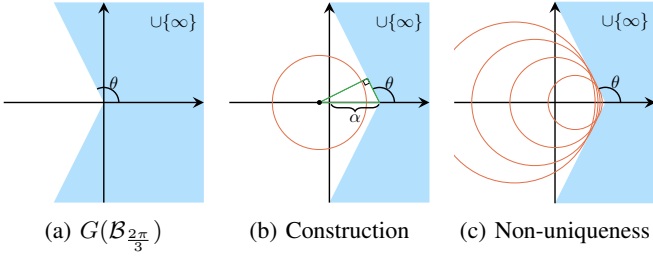 ∪{∞}
θ
(a) G(B_{2π/3})
∪{∞}
θ
α
(b) Construction
∪{∞}
θ
(c) Non-uniqueness